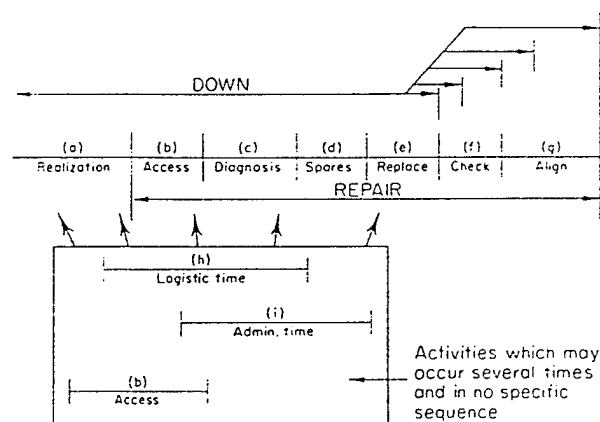 DOWN
(a) (b) (c) (d) (e) (f) (g)
Realization Access Diagnosis Spares Replace Check Align
REPAIR
(h)
Logistic time
(i)
Admin. time
(b)
Access
Activities which may
occur several times
and in no specific
sequence